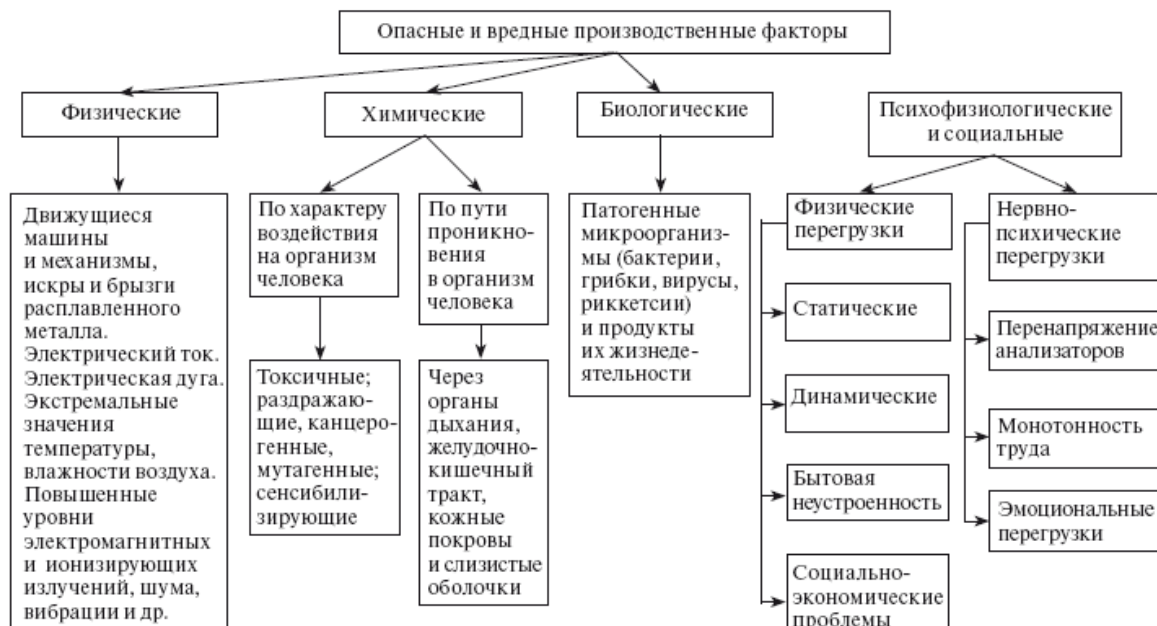 Опасные и вредные производственные факторы
Физические
Химические
Биологические
Психофизиологические
и социальные
Движущиеся
машины
и механизмы,
искры и брызги
расплавленного
металла.
Электрический ток.
Электрическая дуга.
Экстремальные
значения
температуры,
влажности воздуха.
Повышенные
уровни
электромагнитных
и ионизирующих
излучений, шума,
вибрации и др.
По характеру
воздействия
на организм
человека
По пути
проникно-
вения
в организм
человека
Токсичные;
раздражаю-
щие, канцеро-
генные,
мутагенные;
сенсибили-
зирующие
Через
органы
дыхания,
желудочно-
кишечный
тракт,
кожные
покровы
и слизистые
оболочки
Патогенные
микроорганиз-
мы (бактерии,
грибки, вирусы,
риккетсии)
и продукты
их жизнеде-
ятельности
Физические
перегрузки
Статические
Динамические
Бытовая
неустроенность
Социально-
экономические
проблемы
Нервно-
психические
перегрузки
Перенапряжение
анализаторов
Монотонность
труда
Эмоциональные
перегрузки